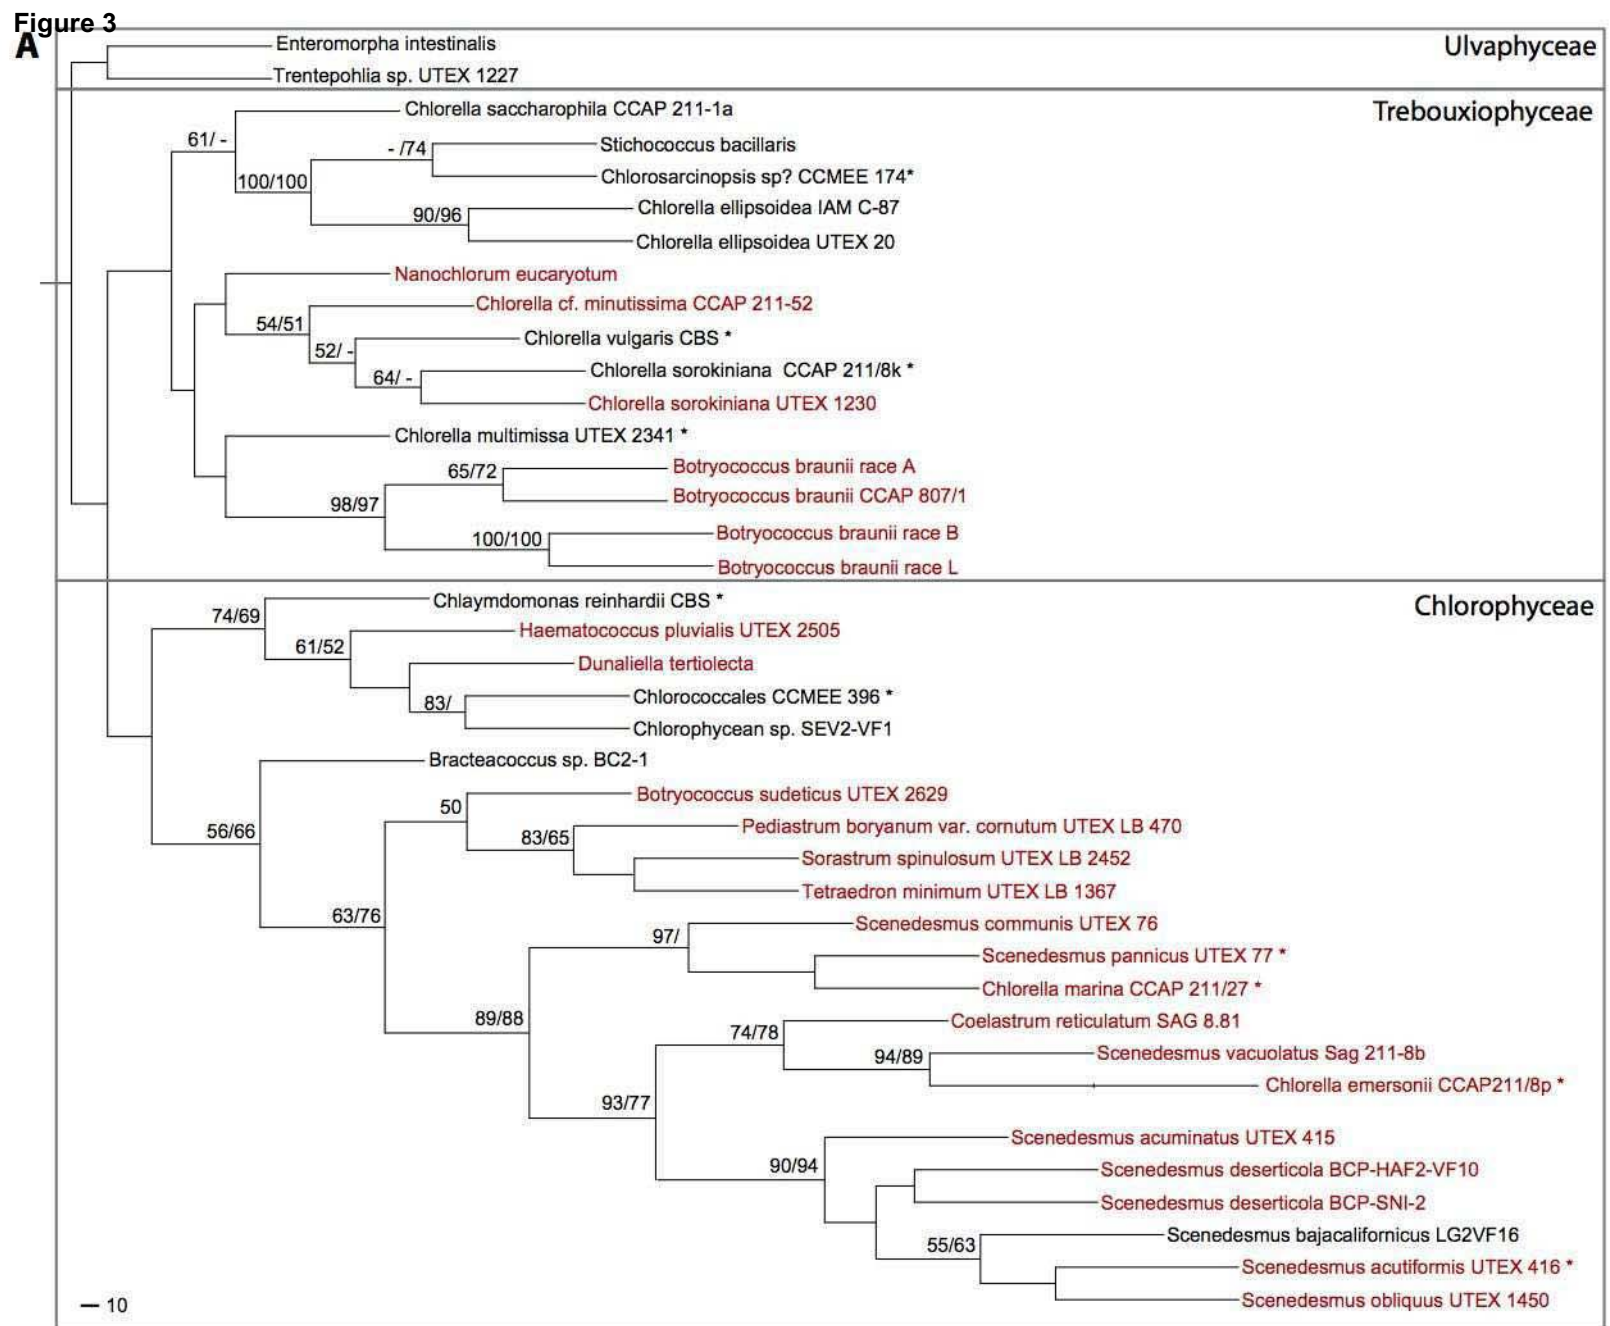 Figure 3
A
Enteromorpha intestinalis
Ulvaphyceae
Trentepohlia sp. UTEX 1227
Chlorella saccharophila CCAP 211-1a
Trebouxiophyceae
61/ -
- /74
Stichococcus bacillaris
Chlorosarcinopsis sp? CCMEE 174*
100/100
Chlorella ellipsoidea IAM C-87
90/96
Chlorella ellipsoidea UTEX 20
Nanochlorum eucaryotum
Chlorella cf. minutissima CCAP 211-52
54/51
Chlorella vulgaris CBS *
52/ -
Chlorella sorokiniana CCAP 211/8k *
64/ -
Chlorella sorokiniana UTEX 1230
Chlorella multimissa UTEX 2341 *
Botryococcus braunii race A
65/72
Botryococcus braunii CCAP 807/1
98/97
Botryococcus braunii race B
100/100
Botryococcus braunii race L
Chlaymdomonas reinhardii CBS *
Chlorophyceae
74/69
Haematococcus pluvialis UTEX 2505
61/52
Dunaliella tertiolecta
Chlorococcales CCMEE 396 *
83/
Chlorophycean sp. SEV2-VF1
Bracteacoccus sp. BC2-1
Botryococcus sudeticus UTEX 2629
50
Pediastrum boryanum var. cornutum UTEX LB 470
56/66
83/65
Sorastrum spinulosum UTEX LB 2452
Tetraedron minimum UTEX LB 1367
63/76
Scenedesmus communis UTEX 76
97/
Scenedesmus pannicus UTEX 77 *
Chlorella marina CCAP 211/27 *
89/88
Coelastrum reticulatum SAG 8.81
74/78
Scenedesmus vacuolatus Sag 211-8b
94/89
Chlorella emersonii CCAP211/8p *
93/77
Scenedesmus acuminatus UTEX 415
90/94
Scenedesmus deserticola BCP-HAF2-VF10
Scenedesmus deserticola BCP-SNI-2
Scenedesmus bajacalifornicus LG2VF16
55/63
Scenedesmus acutiformis UTEX 416 *
Scenedesmus obliquus UTEX 1450
10